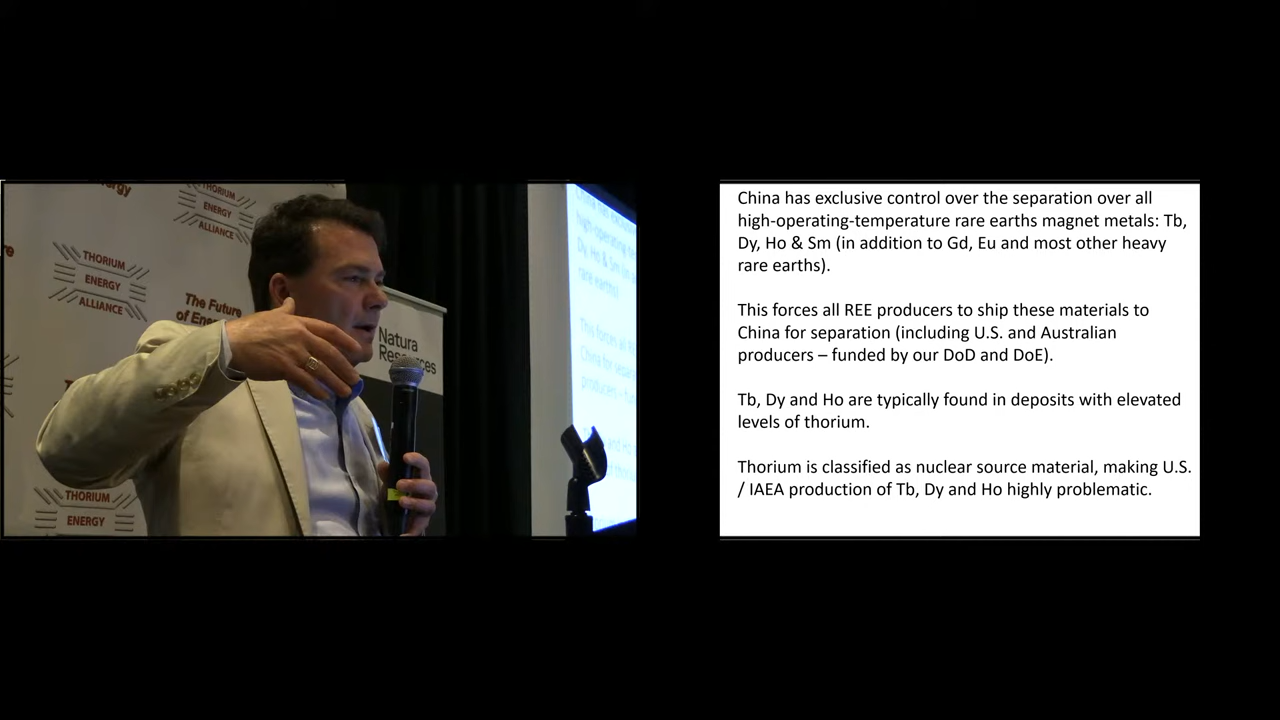 THORIUM
ENERGY
ALLIANCE
THORIUM
ENERGY
ALLIANCE
The Future
of Energy
Natura
Resources
THORIUM
ENERGY
China has exclusive control over the separation over all
high-operating-temperature rare earths magnet metals: Tb,
Dy, Ho & Sm (in addition to Gd, Eu and most other heavy
rare earths).
This forces all REE producers to ship these materials to
China for separation (including U.S. and Australian
producers – funded by our DoD and DoE).
Tb, Dy and Ho are typically found in deposits with elevated
levels of thorium.
Thorium is classified as nuclear source material, making U.S.
/ IAEA production of Tb, Dy and Ho highly problematic.